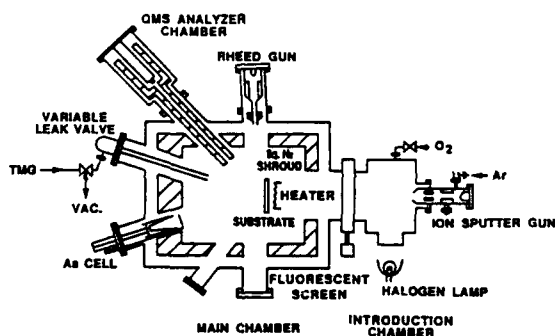 QMS ANALYZER
CHAMBER
RHEED GUN
VARIABLE
LEAK VALVE
O2
Liq. N2
SHROUD
TMG
Ar
HEATER
VAC.
SUBSTRATE
ION SPUTTER GUN
As CELL
FLUORESCENT
SCREEN
HALOGEN LAMP
MAIN CHAMBER
INTRODUCTION
CHAMBER